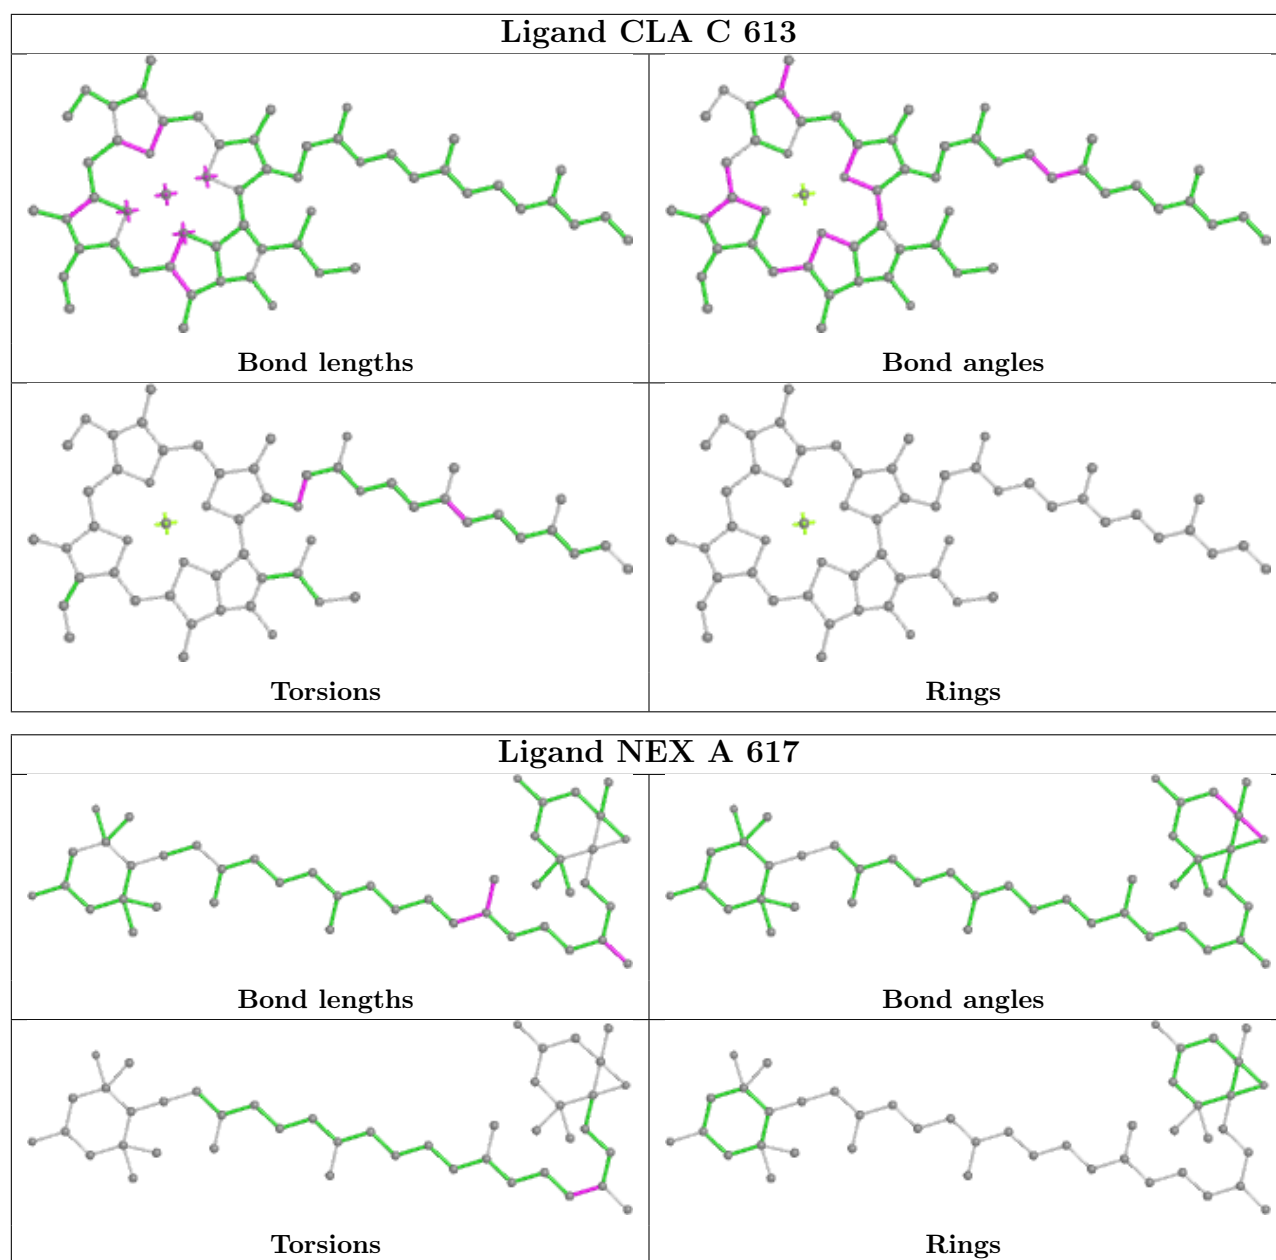 Ligand CLA C 613
Bond lengths
Bond angles
Torsions
Rings
Ligand NEX A 617
Bond lengths
Bond angles
Torsions
Rings